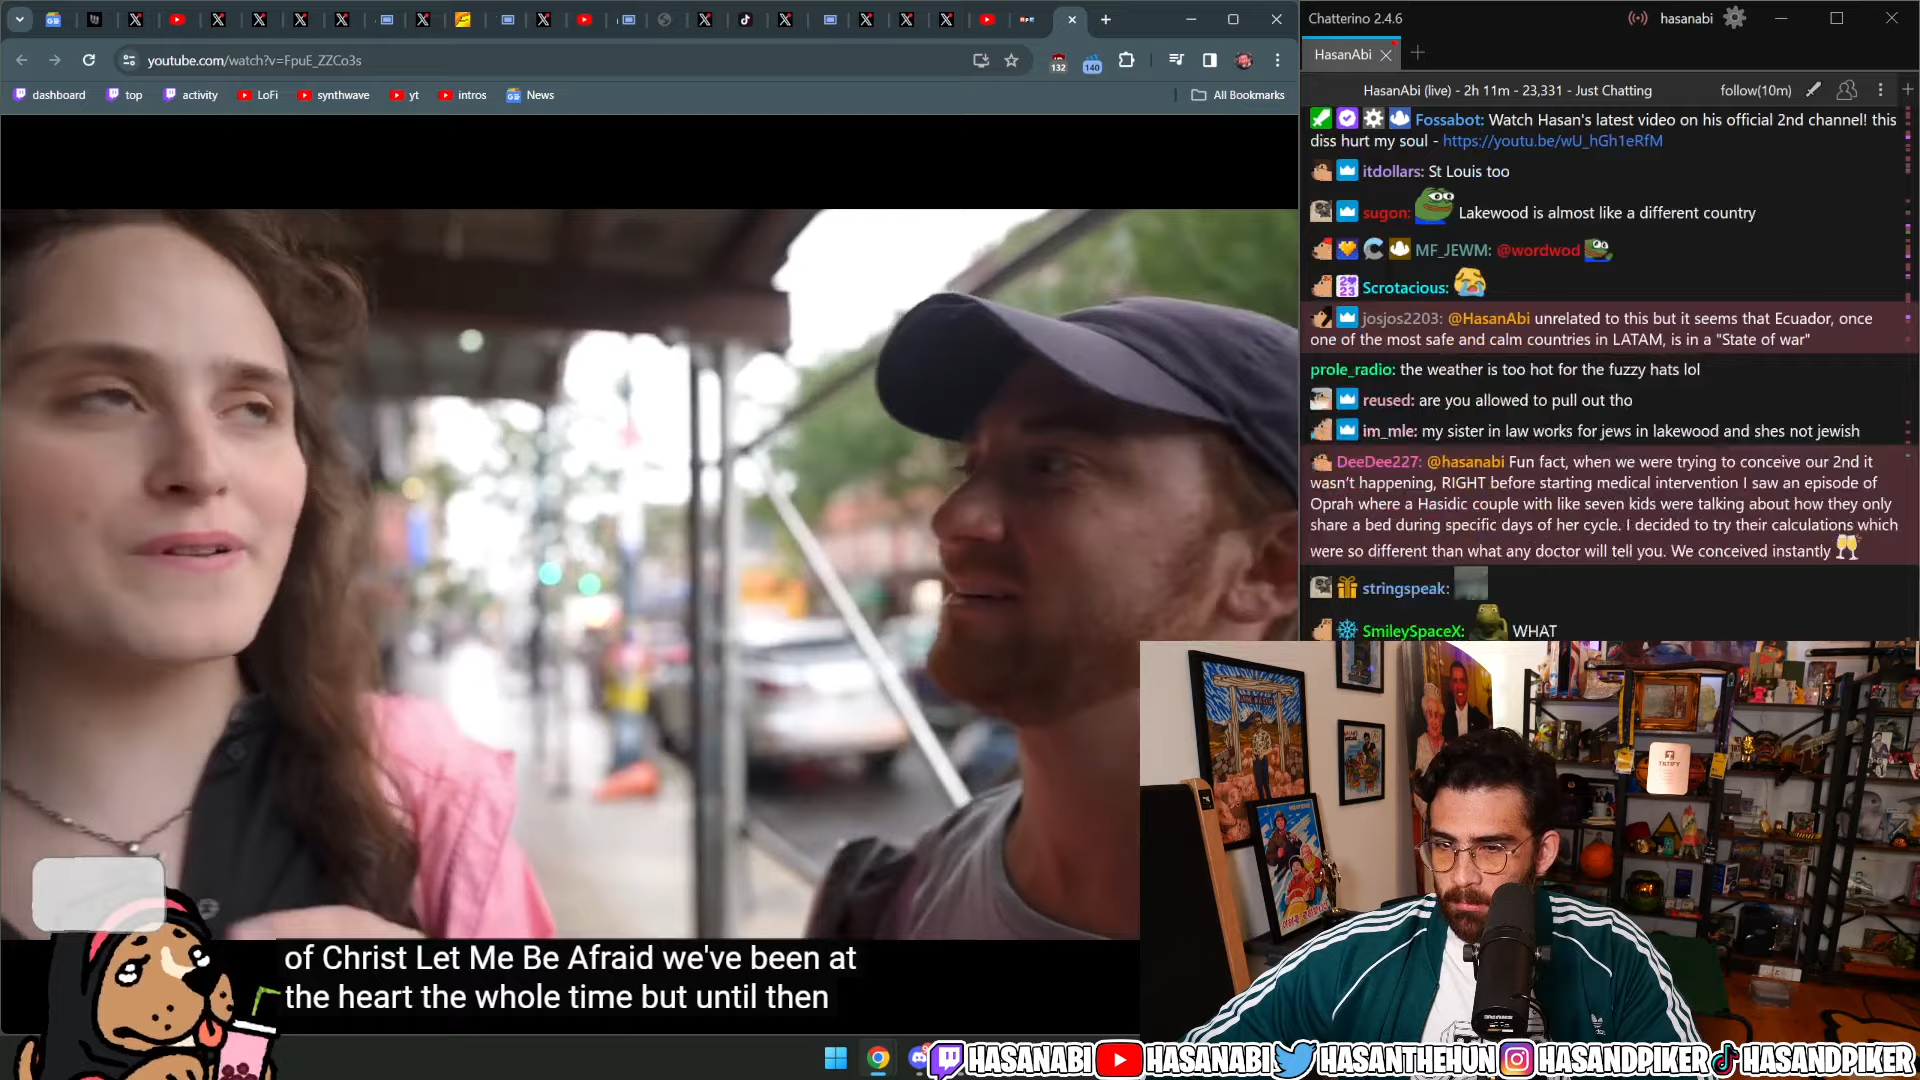 youtube.com/watch?v=FpuE_ZZCo3s
132
140
dashboard
top
activity
LoFi
synthwave
yt
intros
News
All Bookmarks
of Christ Let Me Be Afraid we've been at
the heart the whole time but until then
Chatterino 2.4.6
hasanabi
HasanAbi
HasanAbi (live) - 2h 11m - 23,331 - Just Chatting
follow(10m)
Fossabot: Watch Hasan's latest video on his official 2nd channel! this
diss hurt my soul - https://youtu.be/wU_hGh1eRfM
itdollars: St Louis too
sugon: Lakewood is almost like a different country
MF_JEWM: @wordwod
Scrotacious:
josjos2203: @HasanAbi unrelated to this but it seems that Ecuador, once
one of the most safe and calm countries in LATAM, is in a "State of war"
prole_radio: the weather is too hot for the fuzzy hats lol
reused: are you allowed to pull out tho
im_mle: my sister in law works for jews in lakewood and shes not jewish
DeeDee227: @hasanabi Fun fact, when we were trying to conceive our 2nd it
wasn't happening, RIGHT before starting medical intervention I saw an episode of
Oprah where a Hasidic couple with like seven kids were talking about how they only
share a bed during specific days of her cycle. I decided to try their calculations which
were so different than what any doctor will tell you. We conceived instantly
stringspeak:
SmileySpaceX: WHAT
TILTIFY
HASANABI
HASANABI
HASANTHEHUN
HASANDPIKER
HASANDPIKER